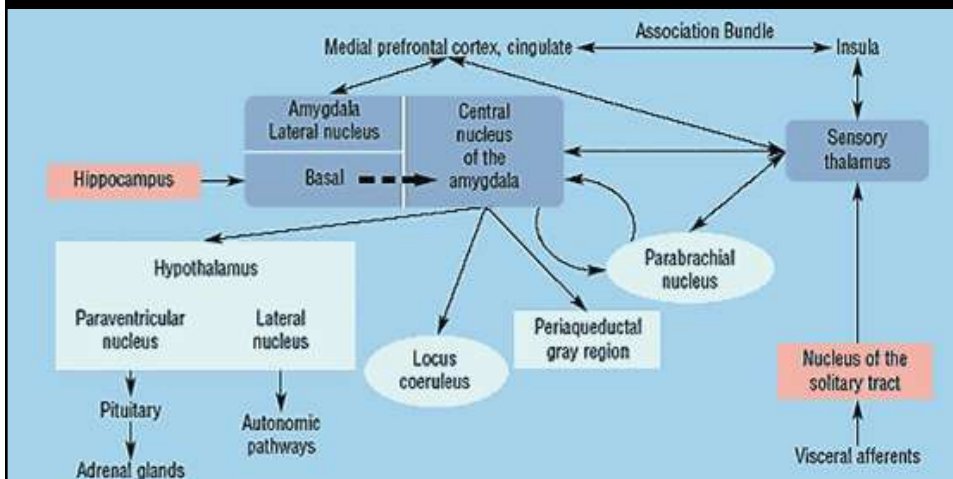 Association Bundle
Medial prefrontal cortex, cingulate
Insula
Amygdala
Lateral nucleus
Central
nucleus
of the
amygdala
Sensory
thalamus
Hippocampus
Basal
Hypothalamus
Parabrachial
nucleus
Paraventricular
nucleus
Lateral
nucleus
Periaqueductal
gray region
Locus
coeruleus
Nucleus of the
solitary tract
Pituitary
Autonomic
pathways
Adrenal glands
Visceral afferents